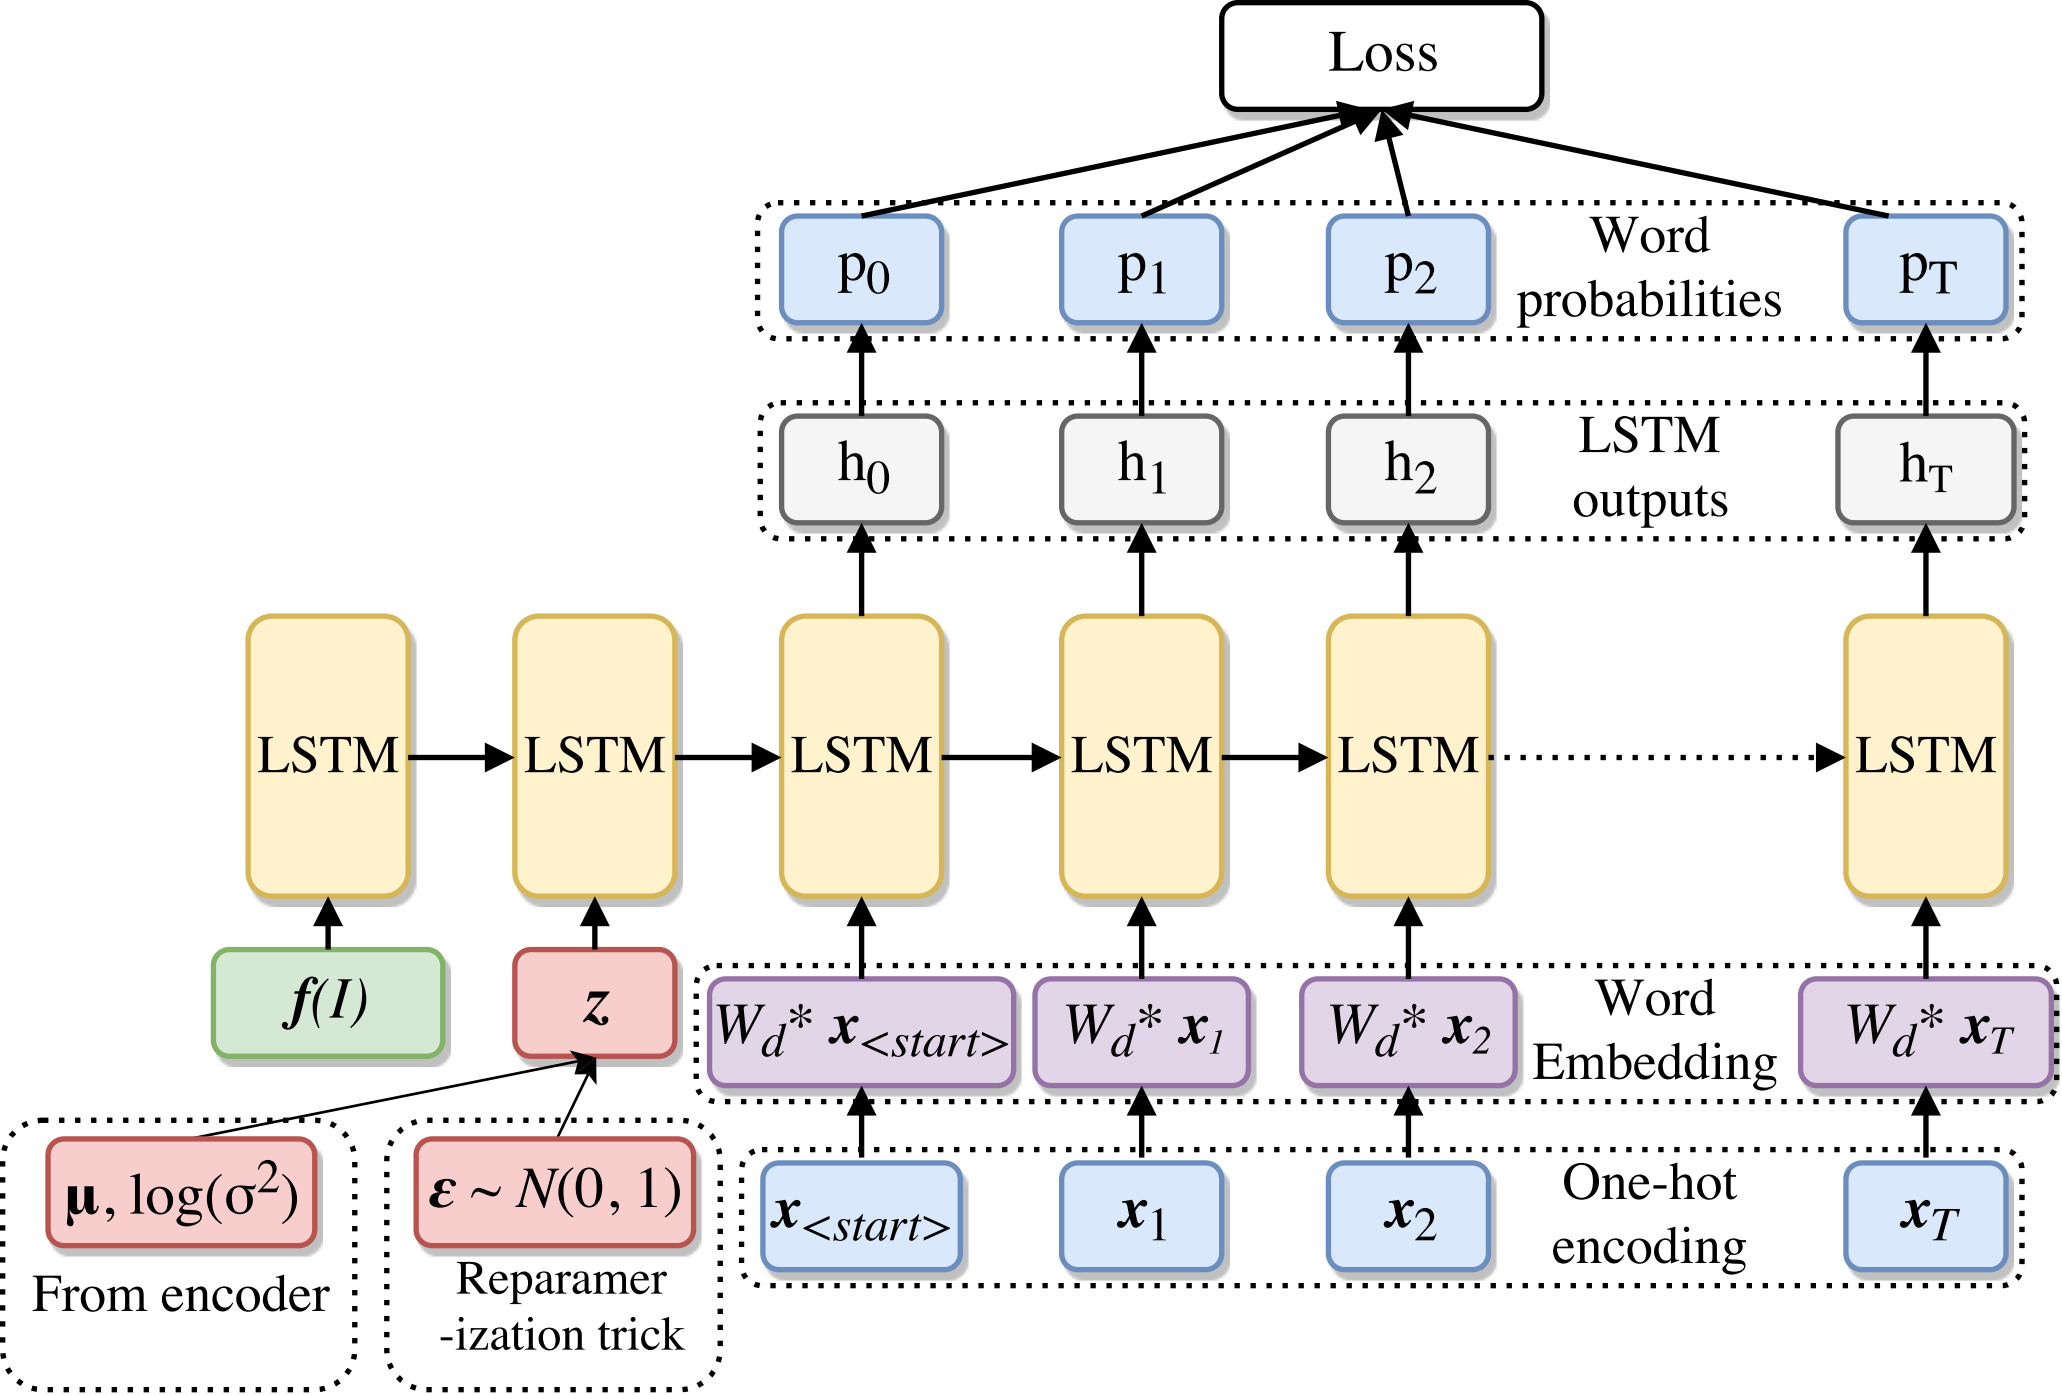 Loss
p0 p1 p2 Word probabilities pT
h0 h1 h2 LSTM outputs hT
LSTM LSTM LSTM LSTM LSTM LSTM
f(I) z Wd* x<start> Wd* x1 Wd* x2 Word Embedding Wd* xT
μ, log(σ2) ε ~ N(0, 1) x<start> x1 x2 One-hot encoding xT
From encoder
Reparamer
-ization trick